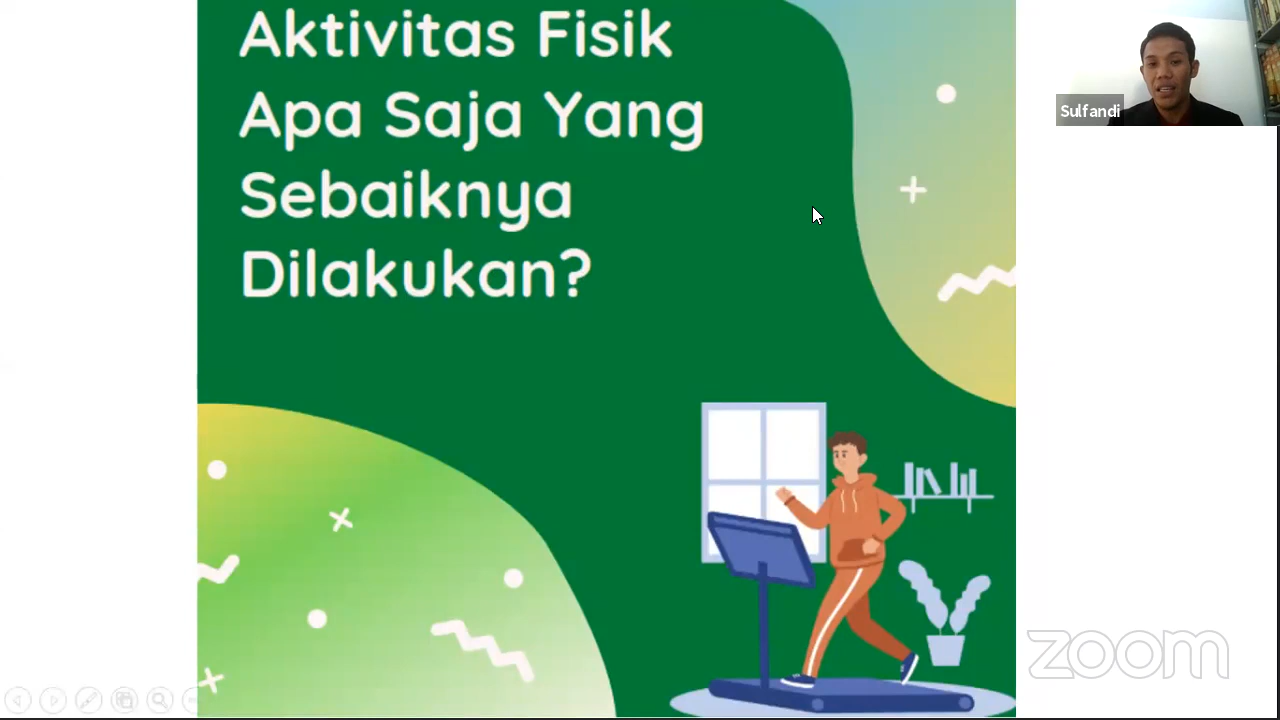 Aktivitas Fisik
Apa Saja Yang
Sebaiknya
Dilakukan?
Sulfandi
zoom